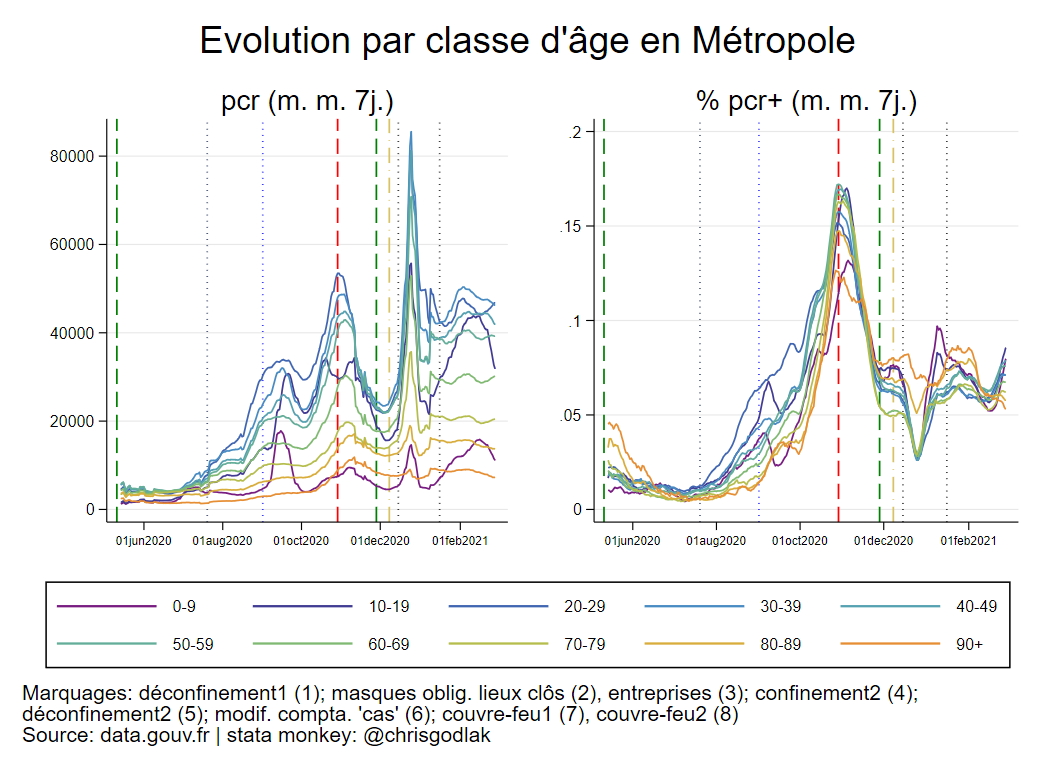 Evolution par classe d'âge en Métropole
pcr (m. m. 7j.)
80000
60000
40000
20000
0
01jun2020 01aug2020 01oct2020 01dec2020 01feb2021
% pcr+ (m. m. 7j.)
.2
.15
.1
.05
0
01jun2020 01aug2020 01oct2020 01dec2020 01feb2021
0-9 10-19 20-29 30-39 40-49
50-59 60-69 70-79 80-89 90+
Marquages: déconfinement1 (1); masques oblig. lieux clôs (2), entreprises (3); confinement2 (4);
déconfinement2 (5); modif. compta. 'cas' (6); couvre-feu1 (7), couvre-feu2 (8)
Source: data.gouv.fr | stata monkey: @chrisgodlak